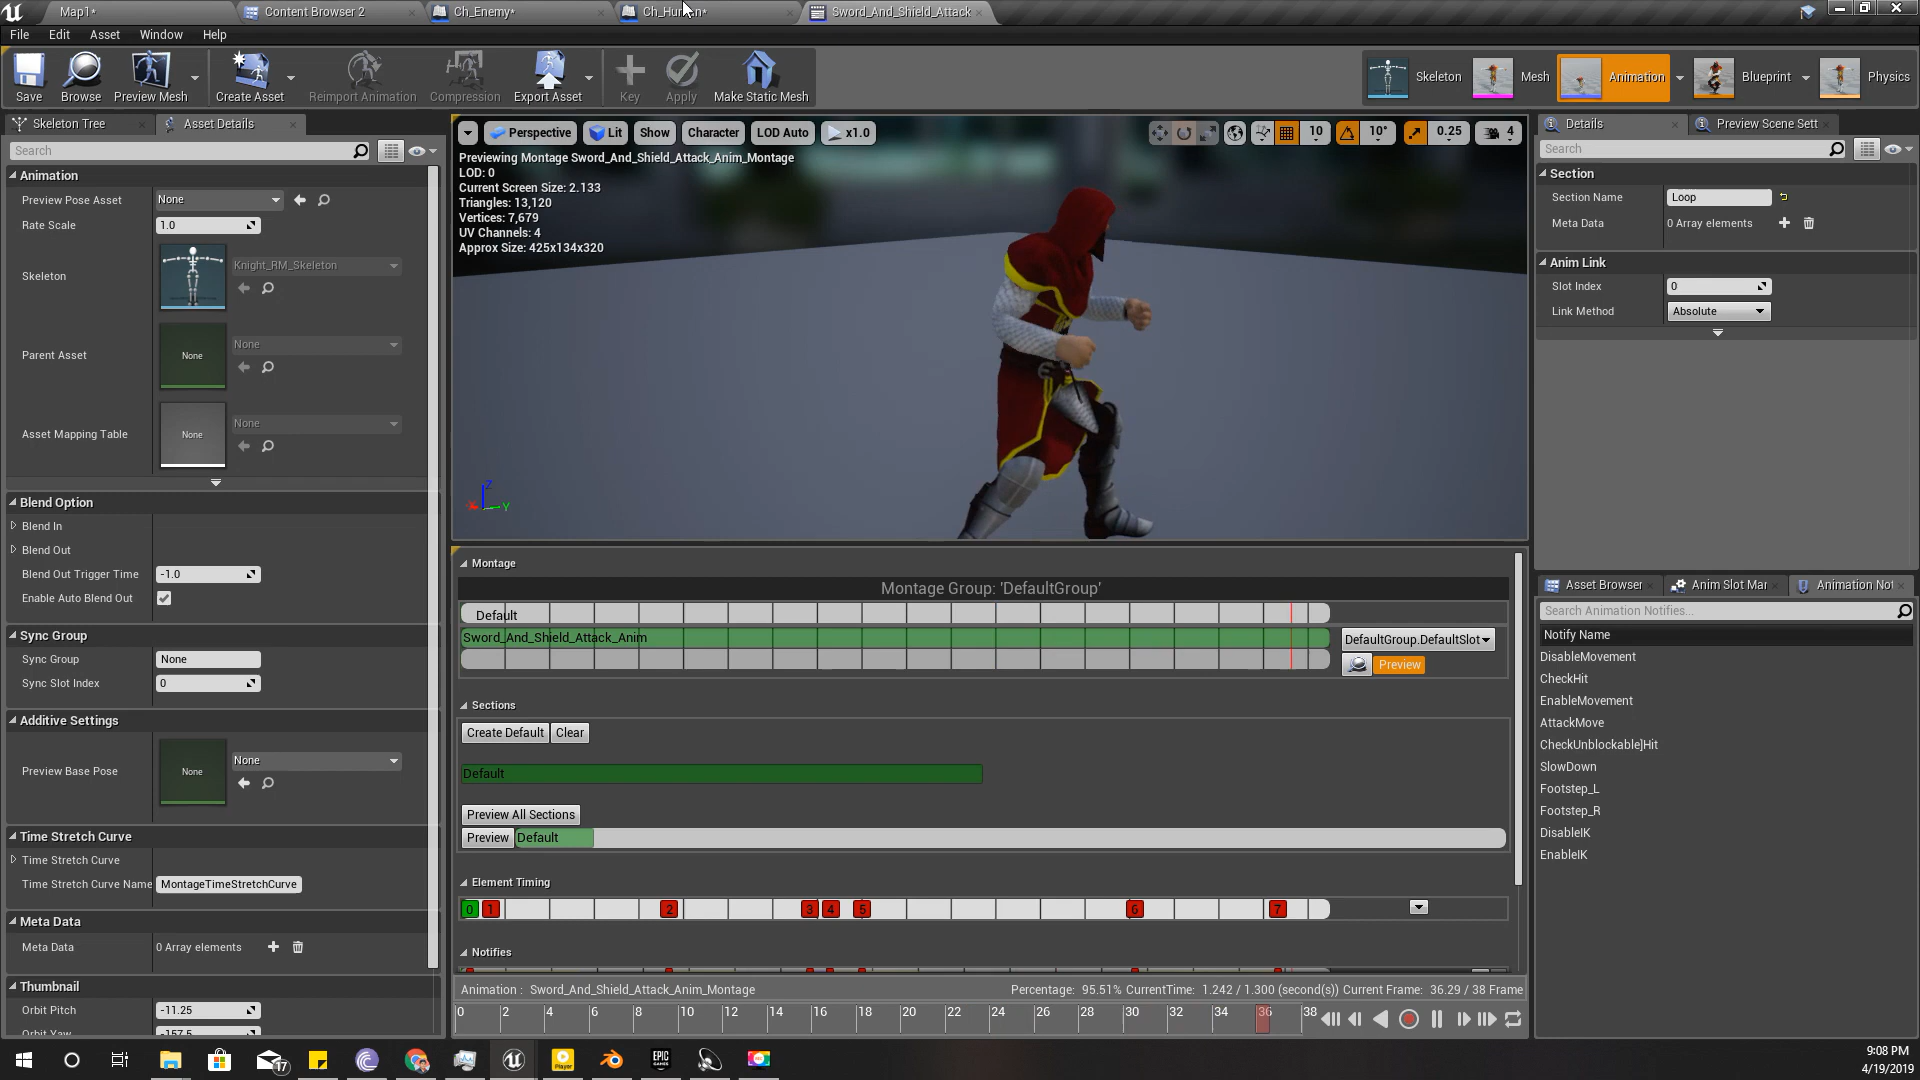 Map1*
Content Browser 2
Ch_Enemy*
Sword_And_Shield_Attack
File
Edit
Asset
Window
Help
Save
Browse
Preview Mesh
Create Asset
Reimport Animation
Compression
Export Asset
Key
Apply
Make Static Mesh
Skeleton
Mesh
Animation
Blueprint
Physics
Skeleton Tree
Asset Details
Search
Animation
Preview Pose Asset
None
Rate Scale
1.0
Skeleton
Knight_RM_Skeleton
Parent Asset
None
None
Asset Mapping Table
None
None
Blend Option
Blend In
Blend Out
Blend Out Trigger Time
-1.0
Enable Auto Blend Out
Sync Group
Sync Group
None
Sync Slot Index
0
Additive Settings
Preview Base Pose
None
None
Time Stretch Curve
Time Stretch Curve
Time Stretch Curve Name
MontageTimeStretchCurve
Meta Data
Meta Data
0 Array elements
Thumbnail
Orbit Pitch
-11.25
Orbit Yaw
-157.5
Perspective
Lit
Show
Character
LOD Auto
x1.0
10
10°
0.25
4
Previewing Montage Sword_And_Shield_Attack_Anim_Montage
LOD: 0
Current Screen Size: 2.133
Triangles: 13,120
Vertices: 7,679
UV Channels: 4
Approx Size: 425x134x320
Z
X
Y
Montage
Montage Group: 'DefaultGroup'
Default
Sword_And_Shield_Attack_Anim
DefaultGroup.DefaultSlot
Preview
Sections
Create Default
Clear
Default
Preview All Sections
Preview
Default
Element Timing
0
1
2
3
4
5
6
7
Notifies
Animation : Sword_And_Shield_Attack_Anim_Montage
Percentage: 95.51% CurrentTime: 1.242 / 1.300 (second(s)) Current Frame: 36.29 / 38 Frame
0 2 4 6 8 10 12 14 16 18 20 22 24 26 28 30 32 34 36 38
Details
Preview Scene Sett
Search
Section
Section Name
Loop
Meta Data
0 Array elements
Anim Link
Slot Index
0
Link Method
Absolute
Asset Browser
Anim Slot Mar
Animation Not
Search Animation Notifies...
Notify Name
DisableMovement
CheckHit
EnableMovement
AttackMove
CheckUnblockable]Hit
SlowDown
Footstep_L
Footstep_R
DisableIK
EnableIK
17
Player
EPIC
GAMES
9:08 PM
4/19/2019